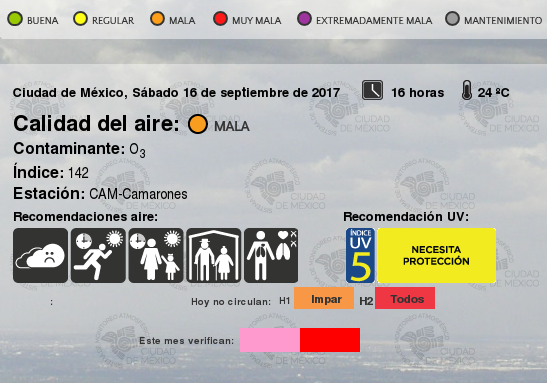 BUENA REGULAR MALA MUY MALA EXTREMADAMENTE MALA MANTENIMIENTO
Ciudad de México, Sábado 16 de septiembre de 2017 16 horas 24 ºC
Calidad del aire: MALA
Contaminante: O3
Índice: 142
Estación: CAM-Camarones
Recomendaciones aire: Recomendación UV:
ÍNDICE
UV
5
NECESITA
PROTECCIÓN
: Hoy no circulan: H1 Impar H2 Todos
Este mes verifican:
CIUDAD
DE MÉXICO